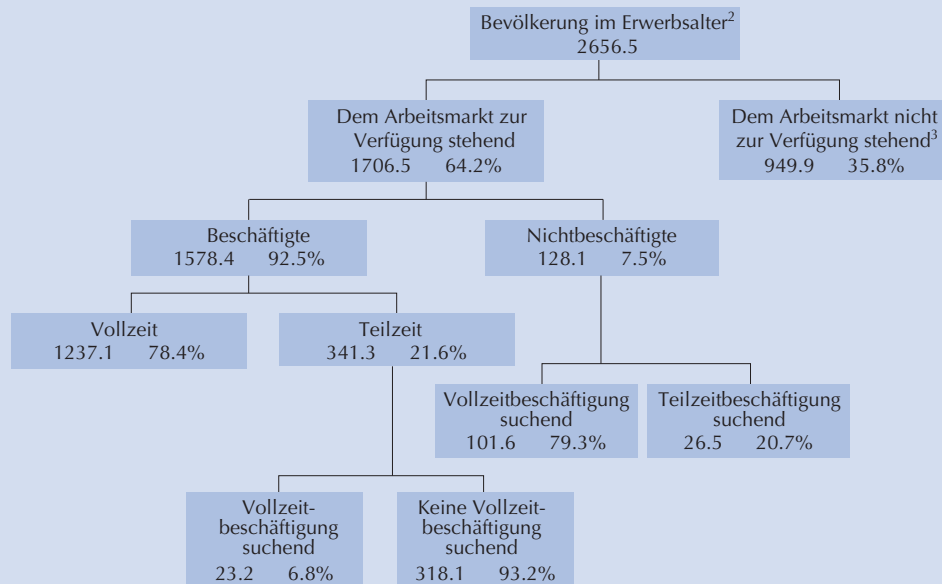 Bevölkerung im Erwerbsalter²
2656.5
Dem Arbeitsmarkt zur
Verfügung stehend
1706.5 64.2%
Dem Arbeitsmarkt nicht
zur Verfügung stehend³
949.9 35.8%
Beschäftigte
1578.4 92.5%
Nichtbeschäftigte
128.1 7.5%
Vollzeit
1237.1 78.4%
Teilzeit
341.3 21.6%
Vollzeitbeschäftigung
suchend
101.6 79.3%
Teilzeitbeschäftigung
suchend
26.5 20.7%
Vollzeit-
beschäftigung
suchend
23.2 6.8%
Keine Vollzeit-
beschäftigung
suchend
318.1 93.2%